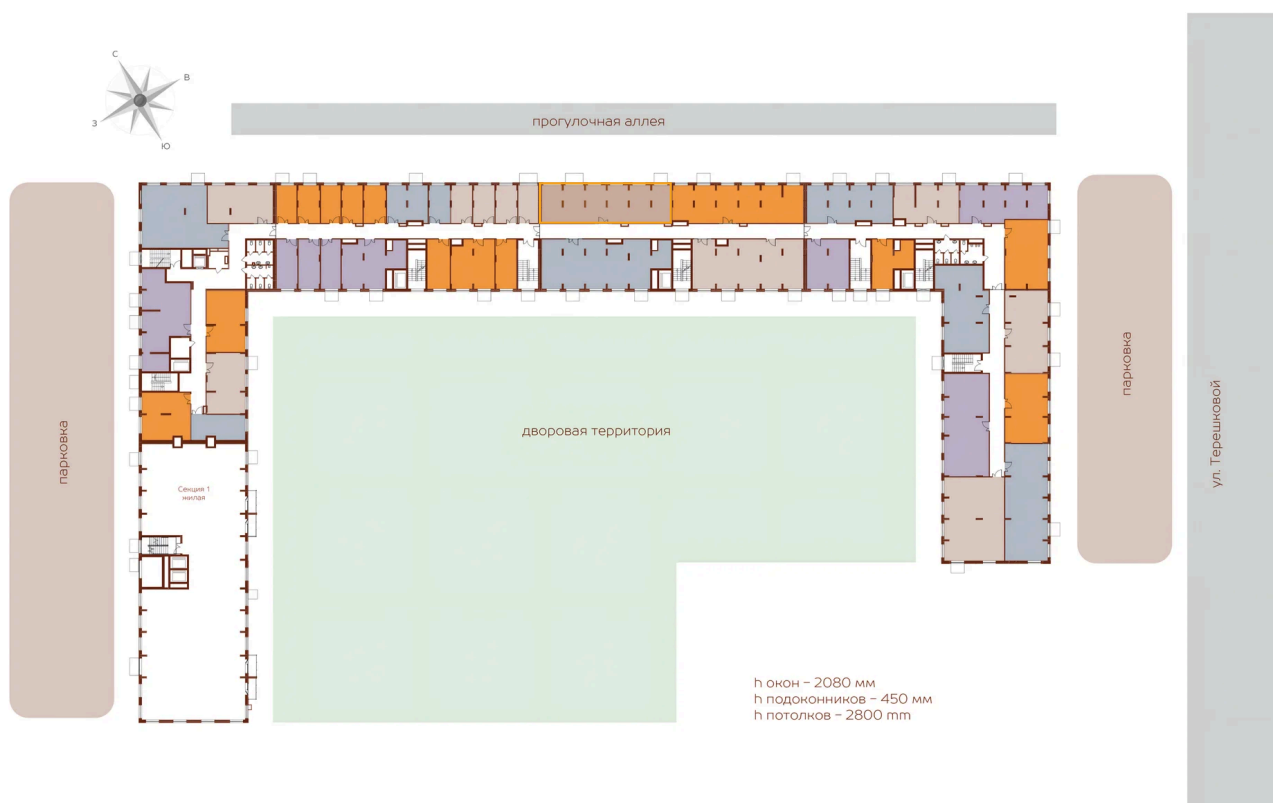 С
В
З
Ю
прогулочная аллея
парковка
парковка
ул. Терешковой
дворовая территория
Секция 1
жилая
h окон – 2080 мм
h подоконников – 450 мм
h потолков – 2800 mm